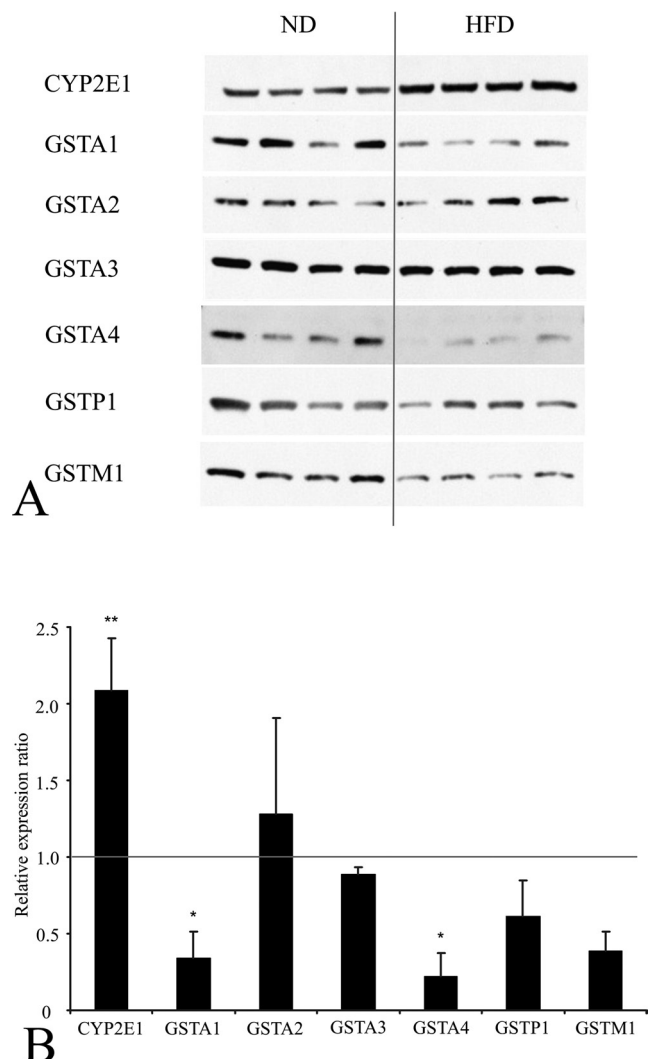 ND HFD
CYP2E1
GSTA1
GSTA2
GSTA3
GSTA4
GSTP1
GSTM1
A
**
2.5
2.0
1.5
1.0
0.5
0
Relative expression ratio
*
*
CYP2E1 GSTA1 GSTA2 GSTA3 GSTA4 GSTP1 GSTM1
B